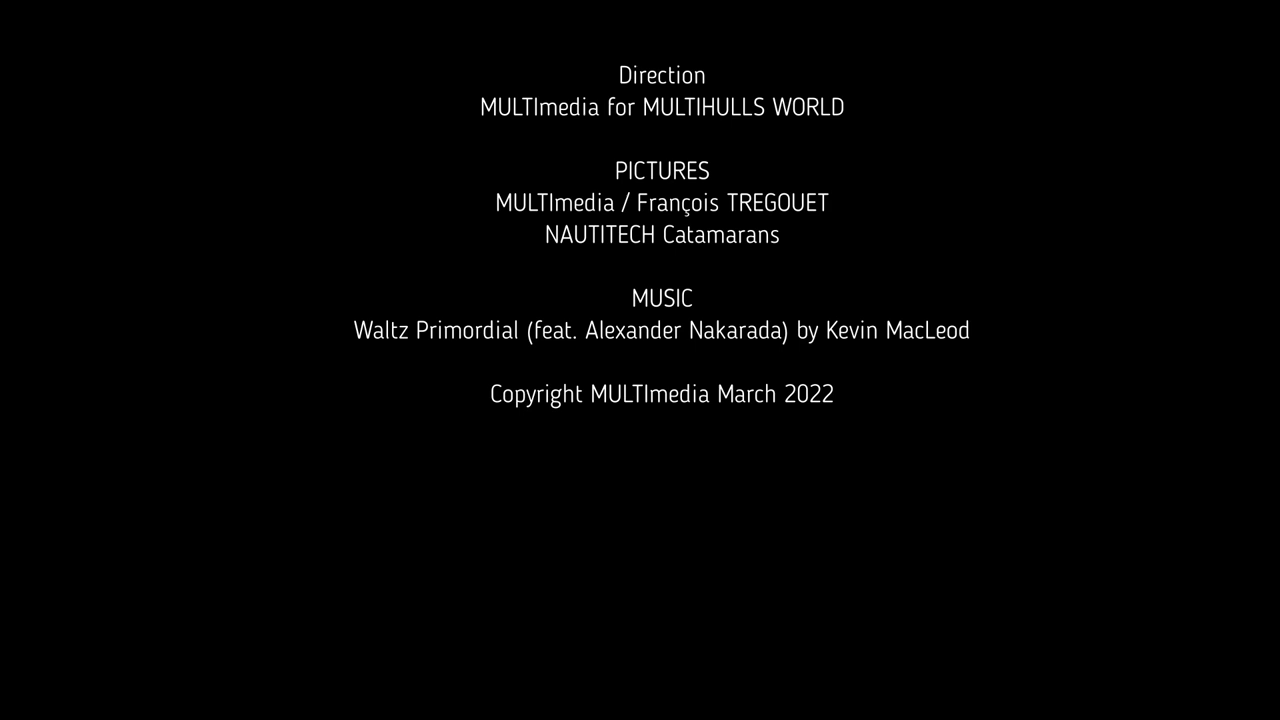 Direction
MULTImedia for MULTIHULLS WORLD
PICTURES
MULTImedia / François TREGOUET
NAUTITECH Catamarans
MUSIC
Waltz Primordial (feat. Alexander Nakarada) by Kevin MacLeod
Copyright MULTImedia March 2022